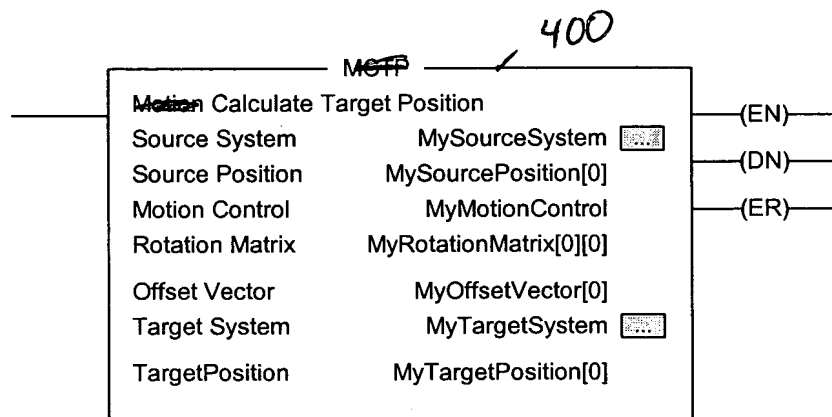 400
MCTP
Motion Calculate Target Position
Source System MySourceSystem ...
Source Position MySourcePosition[0]
Motion Control MyMotionControl
Rotation Matrix MyRotationMatrix[0][0]
Offset Vector MyOffsetVector[0]
Target System MyTargetSystem ...
TargetPosition MyTargetPosition[0]
(EN)
(DN)
(ER)